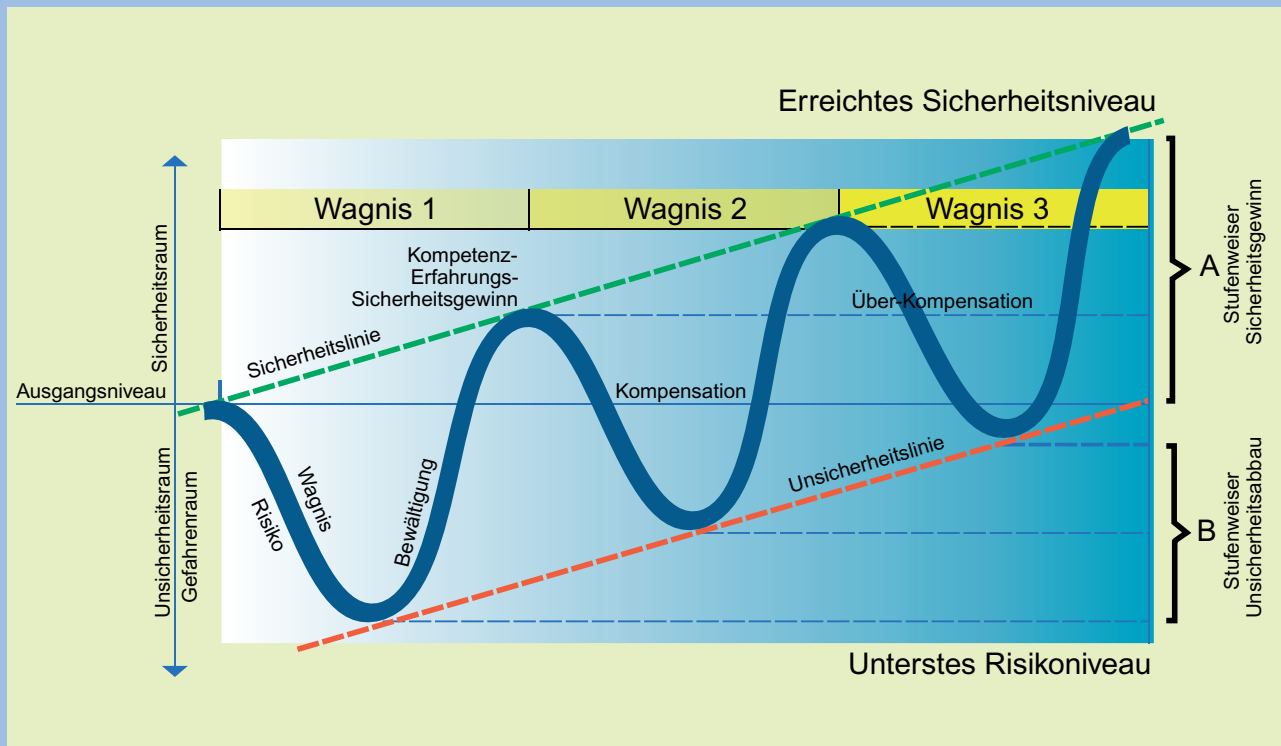 Erreichtes Sicherheitsniveau
Wagnis 1
Wagnis 2
Wagnis 3
Kompetenz-
Erfahrungs-
Sicherheitsgewinn
Über-Kompensation
Sicherheitslinie
Sicherheitsraum
Ausgangsniveau
Kompensation
A
Stufenweiser
Sicherheitsgewinn
Unsicherheitsraum
Gefahrenraum
Risiko
Wagnis
Bewältigung
Unsicherheitslinie
B
Stufenweiser
Unsicherheitsabbau
Unterstes Risikoniveau